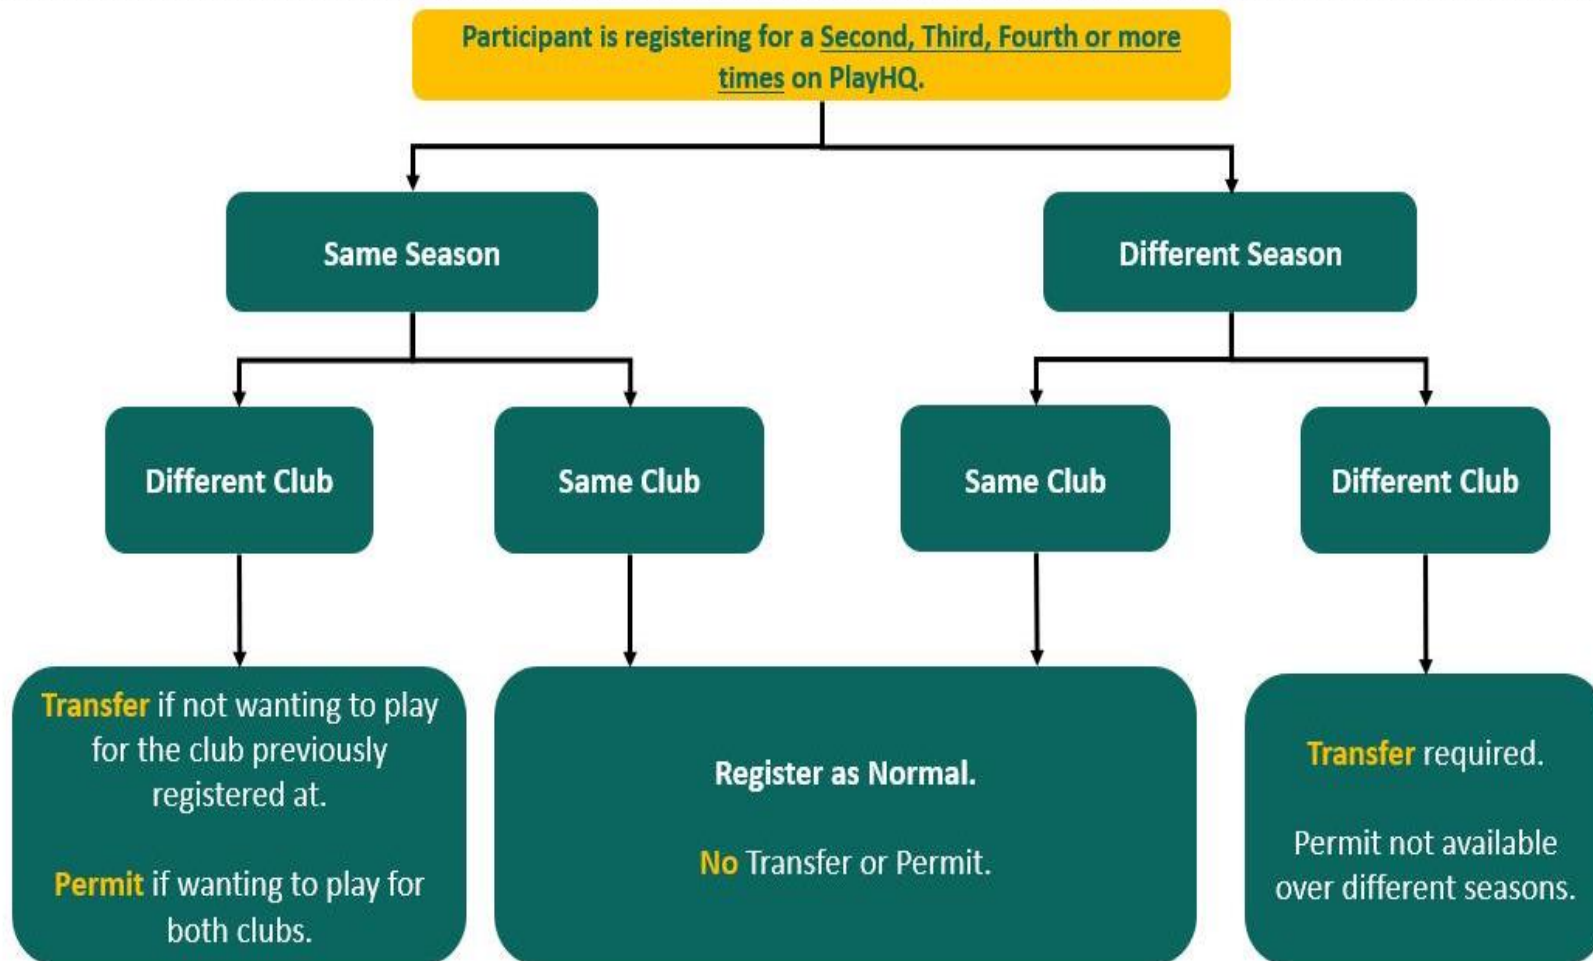 Participant is registering for a Second, Third, Fourth or more
times on PlayHQ.
Same Season
Different Season
Different Club
Same Club
Same Club
Different Club
Transfer if not wanting to play
for the club previously
registered at.
Permit if wanting to play for
both clubs.
Register as Normal.
No Transfer or Permit.
Transfer required.
Permit not available
over different seasons.